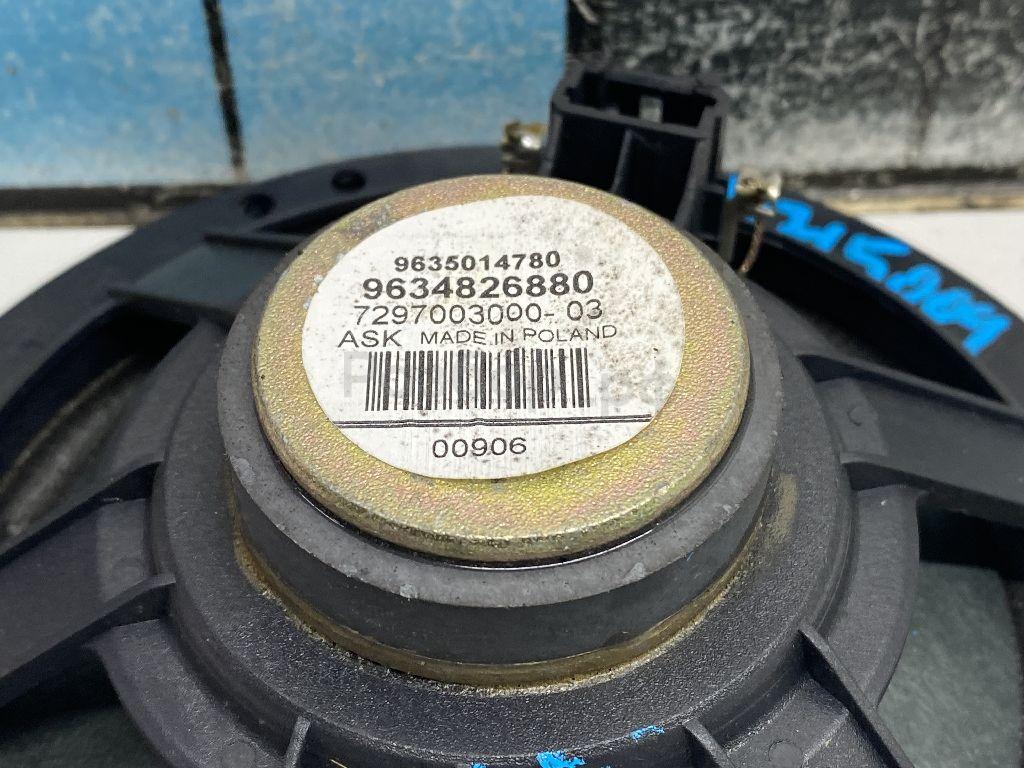 9635014780
9634826880
7297003000- 03
ASK MADE IN POLAND
00906